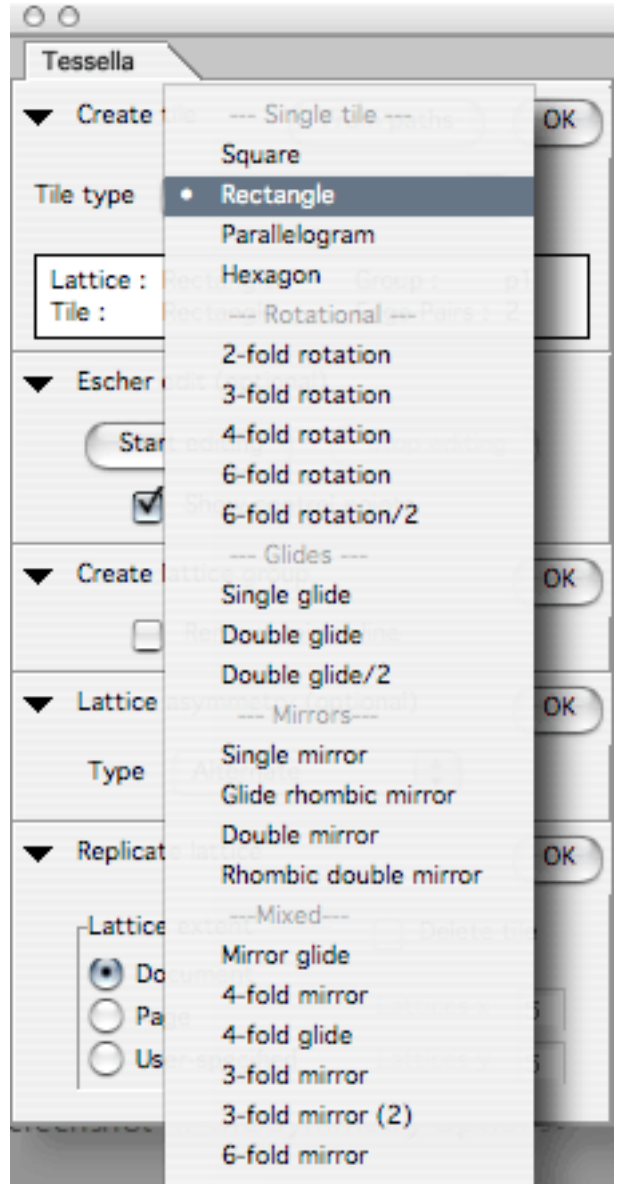 Tessella
Create
OK
Tile type
Lattice :
Tile :
Escher
Create
OK
Lattice
OK
Type
Replicat
OK
Lattice
--- Single tile ---
Square
Rectangle
Parallelogram
Hexagon
--- Rotational ---
2-fold rotation
3-fold rotation
4-fold rotation
6-fold rotation
6-fold rotation/2
--- Glides ---
Single glide
Double glide
Double glide/2
--- Mirrors---
Single mirror
Glide rhombic mirror
Double mirror
Rhombic double mirror
---Mixed---
Mirror glide
4-fold mirror
4-fold glide
3-fold mirror
3-fold mirror (2)
6-fold mirror